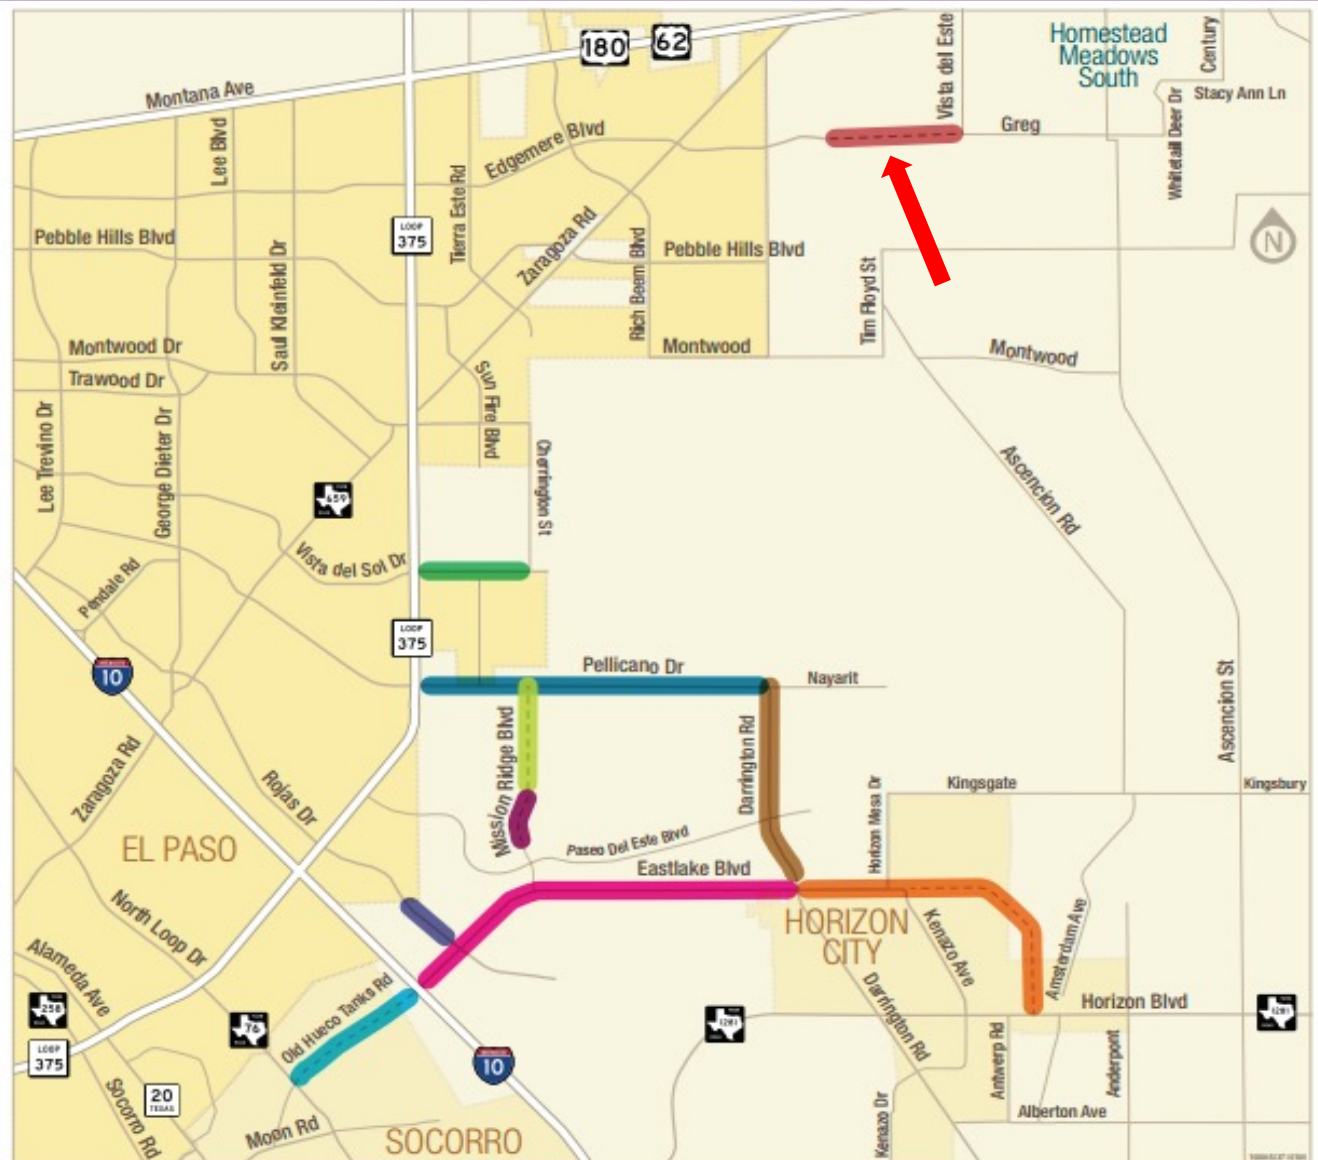 180
62
Montana Ave
Lee Blvd
Edgemere Blvd
Vista del Este
Homestead
Meadows
South
Century
Stacy Ann Ln
Greg
Whitetail Deer Dr
Tierra Este Rd
LOOP
375
Pebble Hills Blvd
Saul Kleinfeld Dr
Zaragoza Rd
Rich Beem Blvd
Pebble Hills Blvd
Tim Floyd St
N
Montwood Dr
Trawood Dr
Montwood
Montwood
Sun Fire Blvd
Lee Trevino Dr
George Dieter Dr
Charrington St
Ascencion Rd
659
Vista del Sol Dr
Pendale Rd
LOOP
375
10
Pellicano Dr
Nayarit
Ascencion St
Mission Ridge Blvd
Darrington Rd
Zaragoza Rd
Rojas Dr
Horizon Mesa Dr
Kingsgate
Kingsbury
EL PASO
Paseo Del Este Blvd
Eastlake Blvd
North Loop Dr
HORIZON
CITY
Kenazo Ave
Amsterdam Ave
Alameda Ave
258
LOOP
375
76
Old Hueco Tanks Rd
Darrington Rd
Horizon Blvd
1281
1281
10
Antwerp Rd
Anderpont
20
TEXAS
Socorro Rd
Moon Rd
SOCORRO
Kenazo Dr
Alberton Ave